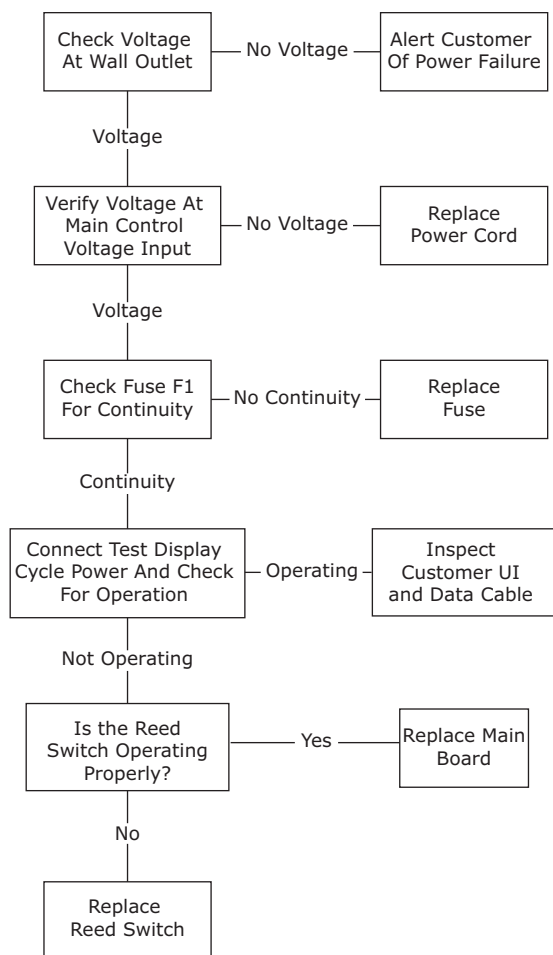 Check Voltage
At Wall Outlet
No Voltage
Alert Customer
Of Power Failure
Voltage
Verify Voltage At
Main Control
Voltage Input
No Voltage
Replace
Power Cord
Voltage
Check Fuse F1
For Continuity
No Continuity
Replace
Fuse
Continuity
Connect Test Display
Cycle Power And Check
For Operation
Operating
Inspect
Customer UI
and Data Cable
Not Operating
Is the Reed
Switch Operating
Properly?
Yes
Replace Main
Board
No
Replace
Reed Switch